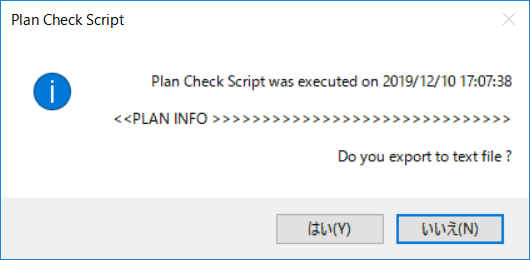 Plan Check Script
Plan Check Script was executed on 2019/12/10 17:07:38
<<PLAN INFO >>>>>>>>>>>>>>>>>>>>>>>>>>>>>>
Do you export to text file ?
はい(Y)
いいえ(N)